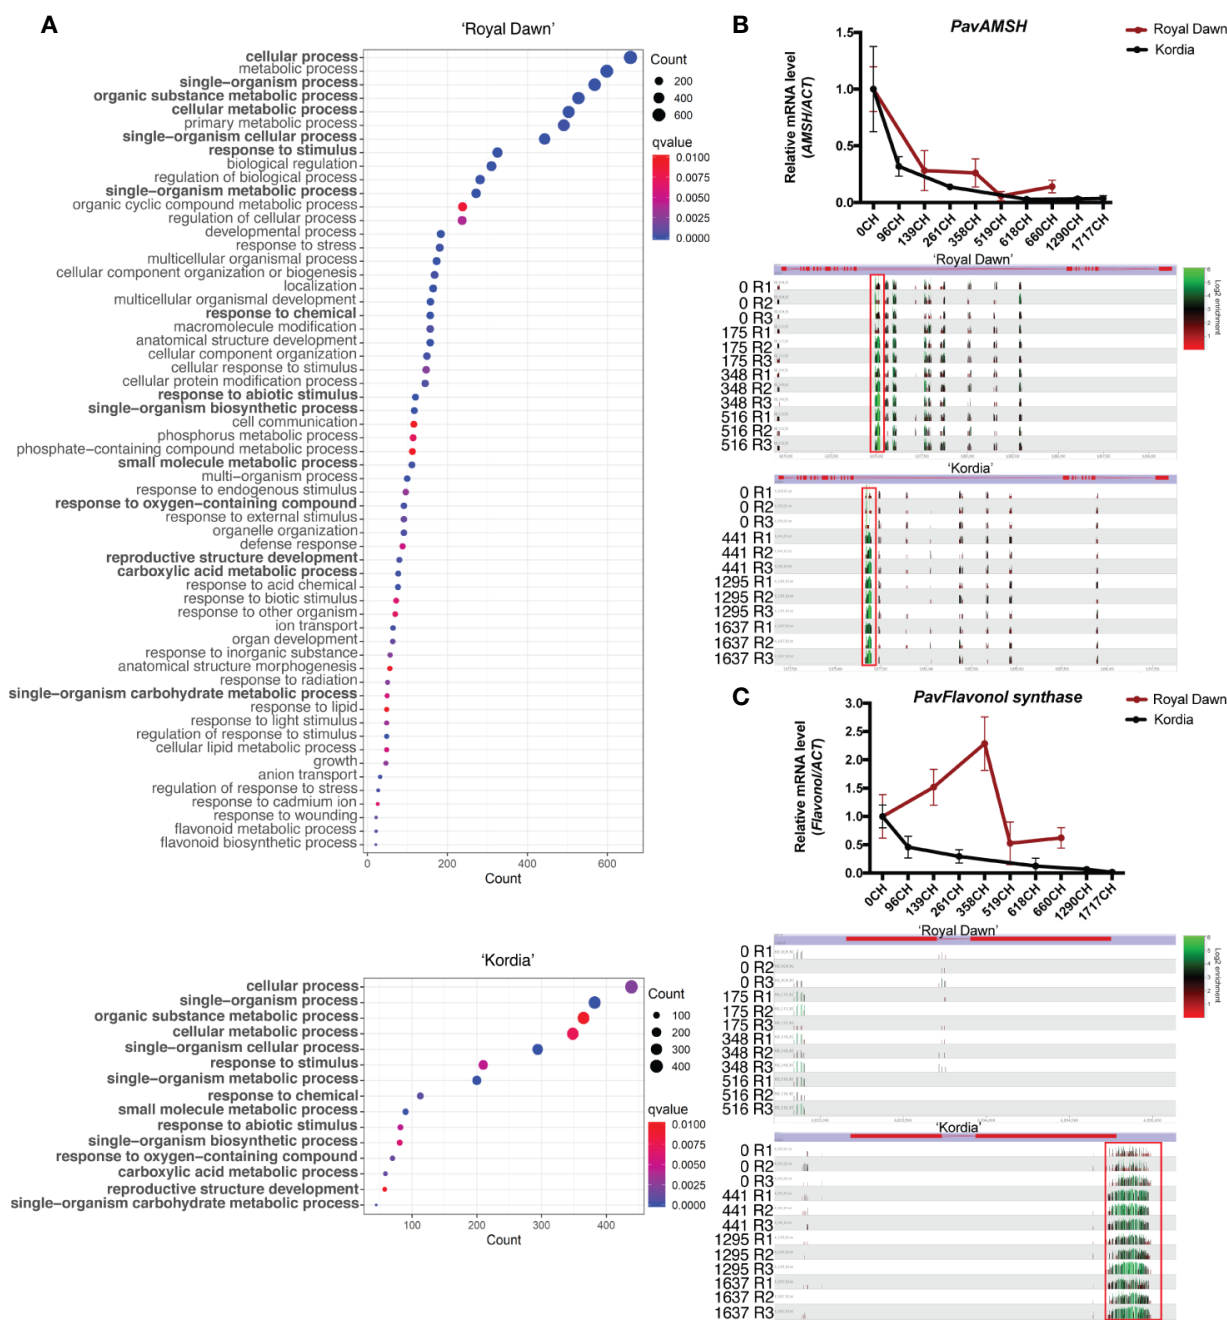 A
'Royal Dawn'
cellular process
metabolic process
single-organism process
organic substance metabolic process
cellular metabolic process
primary metabolic process
single-organism cellular process
response to stimulus
biological regulation
regulation of biological process
single-organism metabolic process
organic cyclic compound metabolic process
regulation of cellular process
developmental process
response to stress
multicellular organismal process
cellular component organization or biogenesis
localization
multicellular organismal development
response to chemical
macromolecule modification
anatomical structure development
cellular component organization
cellular response to stimulus
cellular protein modification process
response to abiotic stimulus
single-organism biosynthetic process
cell communication
phosphorus metabolic process
phosphate-containing compound metabolic process
small molecule metabolic process
multi-organism process
response to endogenous stimulus
response to oxygen-containing compound
response to external stimulus
organelle organization
defense response
reproductive structure development
carboxylic acid metabolic process
response to acid chemical
response to biotic stimulus
response to other organism
ion transport
organ development
response to inorganic substance
anatomical structure morphogenesis
response to radiation
single-organism carbohydrate metabolic process
response to lipid
response to light stimulus
regulation of response to stimulus
cellular lipid metabolic process
growth
anion transport
regulation of response to stress
response to cadmium ion
response to wounding
flavonoid metabolic process
flavonoid biosynthetic process
0 200 400 600
Count
Count
200
400
600
qvalue
0.0100
0.0075
0.0050
0.0025
0.0000
'Kordia'
cellular process
single-organism process
organic substance metabolic process
cellular metabolic process
single-organism cellular process
response to stimulus
single-organism metabolic process
response to chemical
small molecule metabolic process
response to abiotic stimulus
single-organism biosynthetic process
response to oxygen-containing compound
carboxylic acid metabolic process
reproductive structure development
single-organism carbohydrate metabolic process
100 200 300 400
Count
Count
100
200
300
400
qvalue
0.0100
0.0075
0.0050
0.0025
0.0000
B
PavAMSH
Royal Dawn
Kordia
Relative mRNA level
(AMSH/ACT)
1.5
1.0
0.5
0.0
0CH 96CH 139CH 261CH 358CH 519CH 618CH 660CH 1290CH 1717CH
'Royal Dawn'
0 R1
0 R2
0 R3
175 R1
175 R2
175 R3
348 R1
348 R2
348 R3
516 R1
516 R2
516 R3
Log2 enrichment
'Kordia'
0 R1
0 R2
0 R3
441 R1
441 R2
441 R3
1295 R1
1295 R2
1295 R3
1637 R1
1637 R2
1637 R3
C
PavFlavonol synthase
Royal Dawn
Kordia
Relative mRNA level
(Flavonol/ACT)
3.0
2.5
2.0
1.5
1.0
0.5
0.0
0CH 96CH 139CH 261CH 358CH 519CH 618CH 660CH 1290CH 1717CH
'Royal Dawn'
0 R1
0 R2
0 R3
175 R1
175 R2
175 R3
348 R1
348 R2
348 R3
516 R1
516 R2
516 R3
Log2 enrichment
'Kordia'
0 R1
0 R2
0 R3
441 R1
441 R2
441 R3
1295 R1
1295 R2
1295 R3
1637 R1
1637 R2
1637 R3